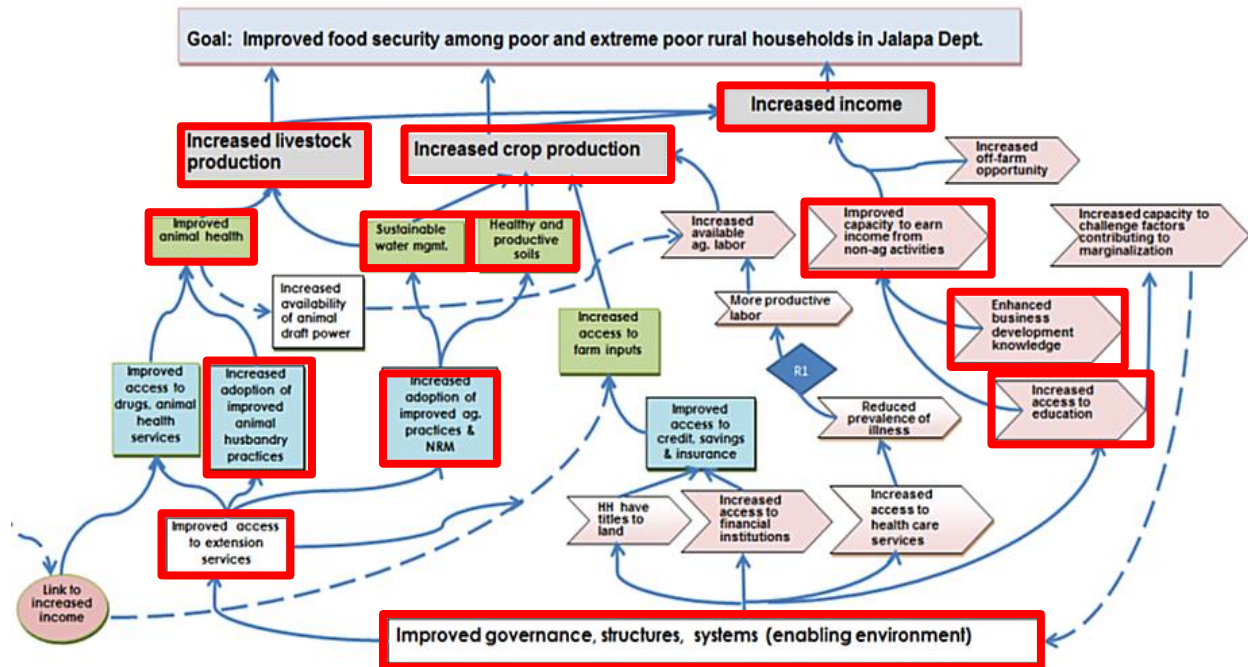 Goal: Improved food security among poor and extreme poor rural households in Jalapa Dept.
Increased income
Increased livestock
production
Increased crop production
Increased
off-farm
opportunity
Improved
animal health
Sustainable
water mgmt.
Healthy and
productive
soils
Increased
available
ag. labor
Improved
capacity to earn
income from
non-ag activities
Increased capacity to
challenge factors
contributing to
marginalization
Increased
availability
of animal
draft power
More productive
labor
Increased
access to
farm inputs
Enhanced
business
development
knowledge
Improved
access to
drugs, animal
health
services
Increased
adoption of
improved
animal
husbandry
practices
Increased
adoption of
improved ag.
practices &
NRM
R1
Increased
access to
education
Improved
access to
credit, savings
& insurance
Reduced
prevalence of
illness
Improved access
to extension
services
HH have
titles to
land
Increased
access to
financial
institutions
Increased
access to
health care
services
Link to
increased
income
Improved governance, structures, systems (enabling environment)